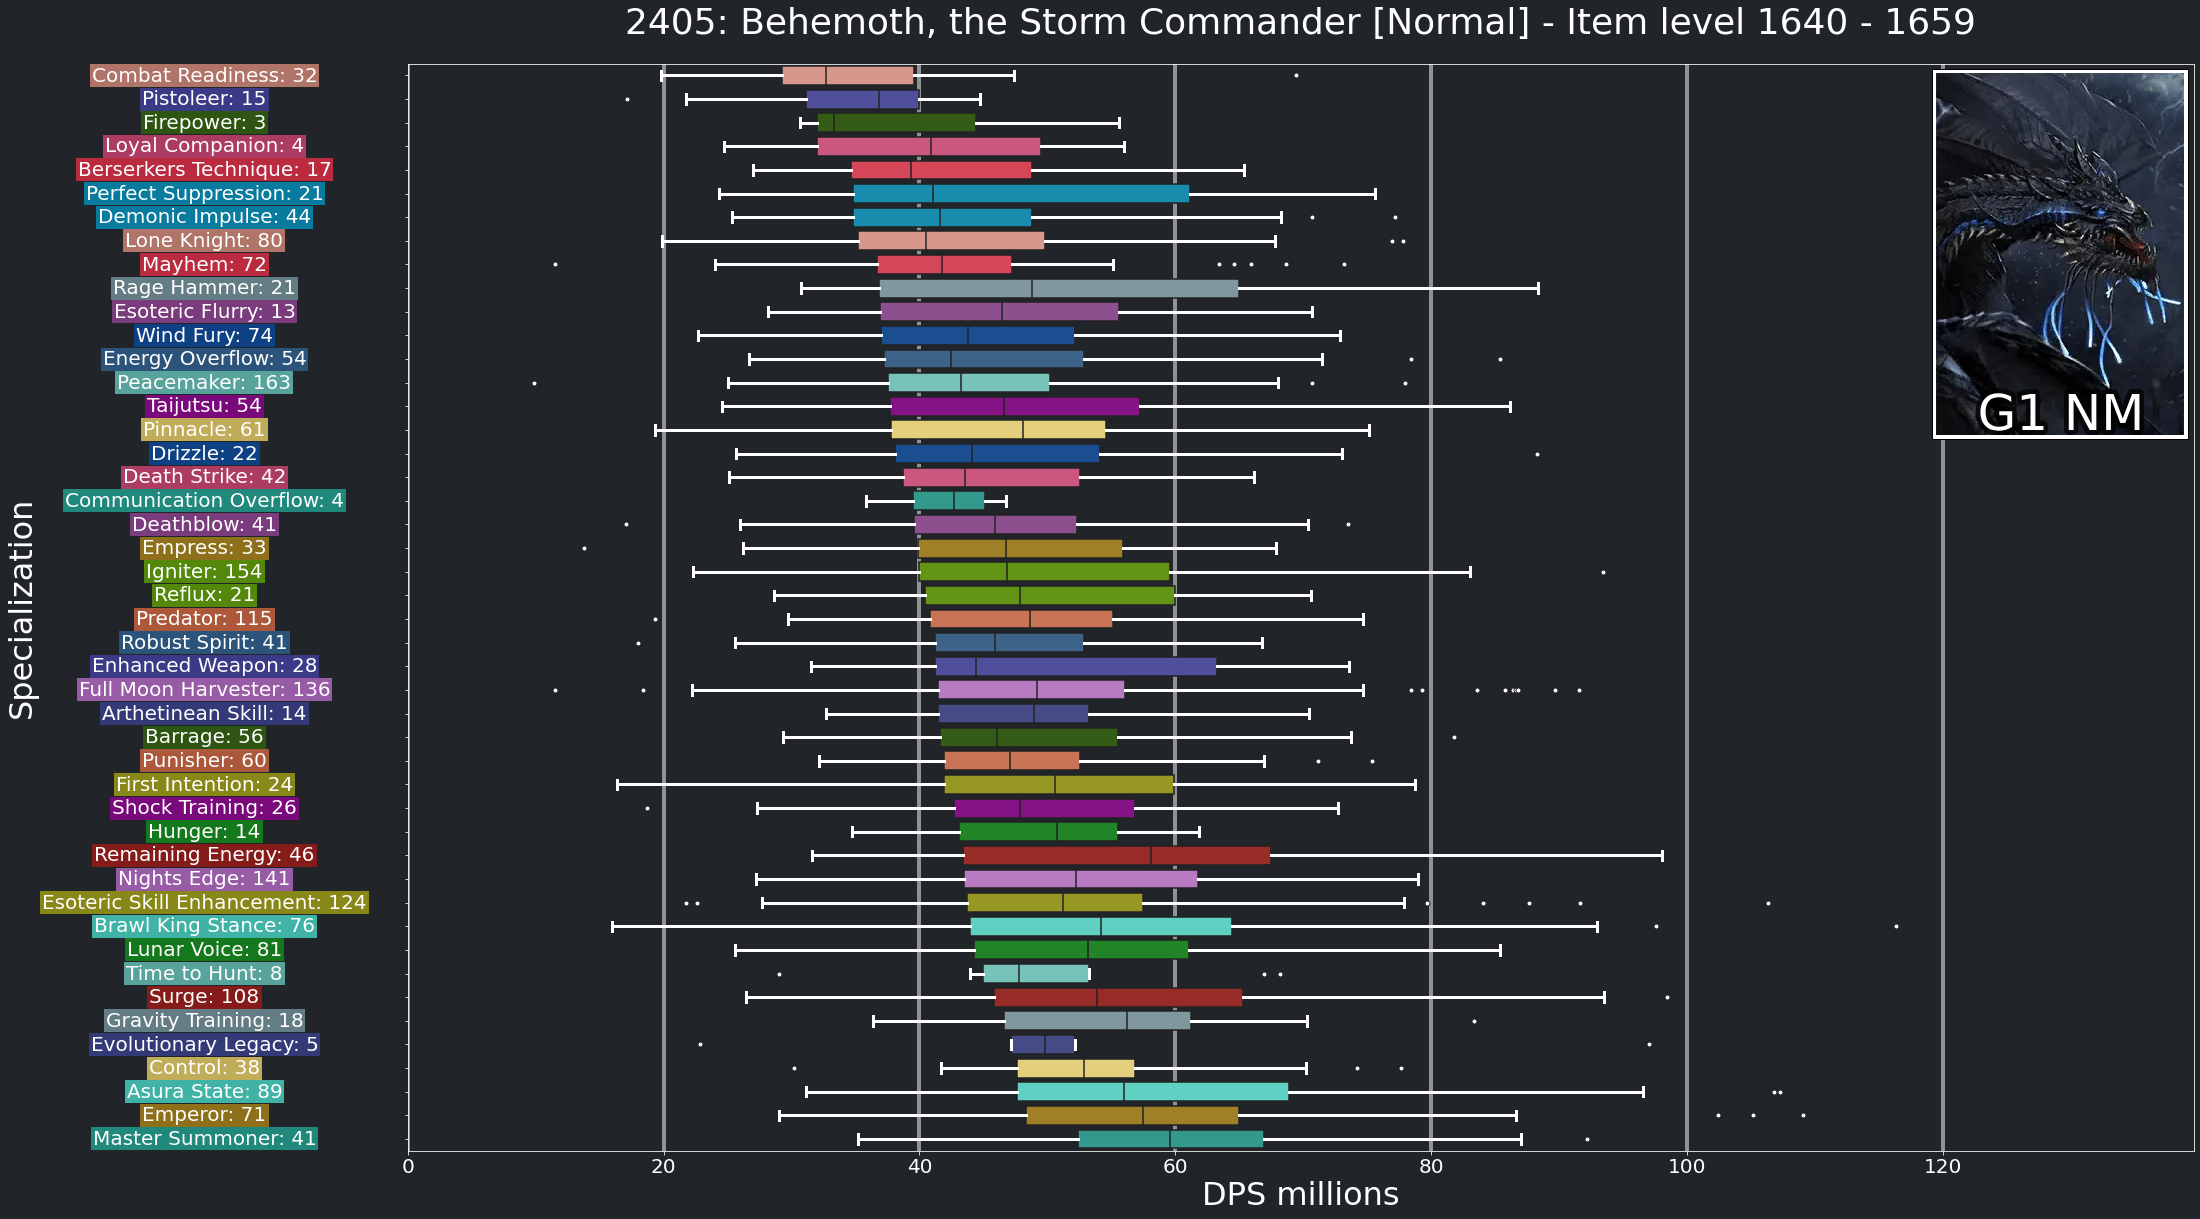 2405: Behemoth, the Storm Commander [Normal] - Item level 1640 - 1659
Specialization
Combat Readiness: 32
Pistoleer: 15
Firepower: 3
Loyal Companion: 4
Berserkers Technique: 17
Perfect Suppression: 21
Demonic Impulse: 44
Lone Knight: 80
Mayhem: 72
Rage Hammer: 21
Esoteric Flurry: 13
Wind Fury: 74
Energy Overflow: 54
Peacemaker: 163
Taijutsu: 54
Pinnacle: 61
Drizzle: 22
Death Strike: 42
Communication Overflow: 4
Deathblow: 41
Empress: 33
Igniter: 154
Reflux: 21
Predator: 115
Robust Spirit: 41
Enhanced Weapon: 28
Full Moon Harvester: 136
Arthetinean Skill: 14
Barrage: 56
Punisher: 60
First Intention: 24
Shock Training: 26
Hunger: 14
Remaining Energy: 46
Nights Edge: 141
Esoteric Skill Enhancement: 124
Brawl King Stance: 76
Lunar Voice: 81
Time to Hunt: 8
Surge: 108
Gravity Training: 18
Evolutionary Legacy: 5
Control: 38
Asura State: 89
Emperor: 71
Master Summoner: 41
G1 NM
0 20 40 60 80 100 120
DPS millions